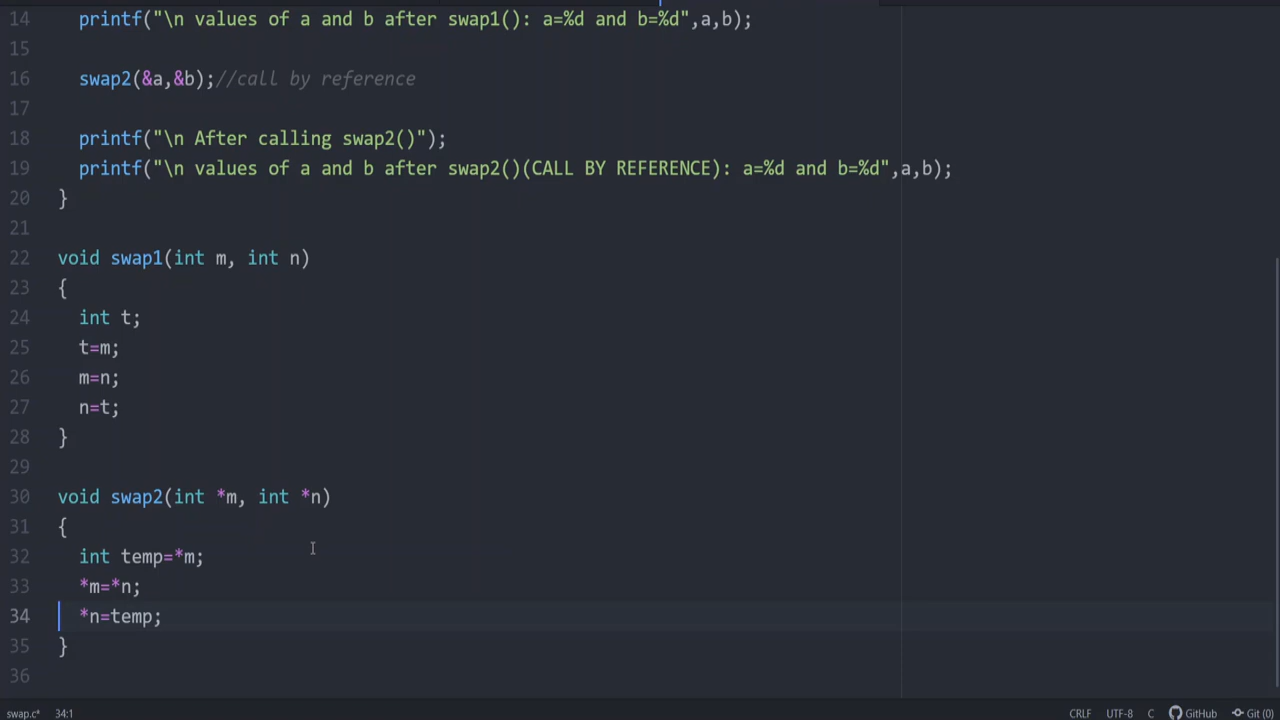 14 printf("\n values of a and b after swap1(): a=%d and b=%d",a,b);
15
16 swap2(&a,&b);//call by reference
17
18 printf("\n After calling swap2()");
19 printf("\n values of a and b after swap2()(CALL BY REFERENCE): a=%d and b=%d",a,b);
20 }
21
22 void swap1(int m, int n)
23 {
24 int t;
25 t=m;
26 m=n;
27 n=t;
28 }
29
30 void swap2(int *m, int *n)
31 {
32 int temp=*m;
33 *m=*n;
34 *n=temp;
35 }
36
swap.c* 34:1 CRLF UTF-8 C GitHub Git (0)